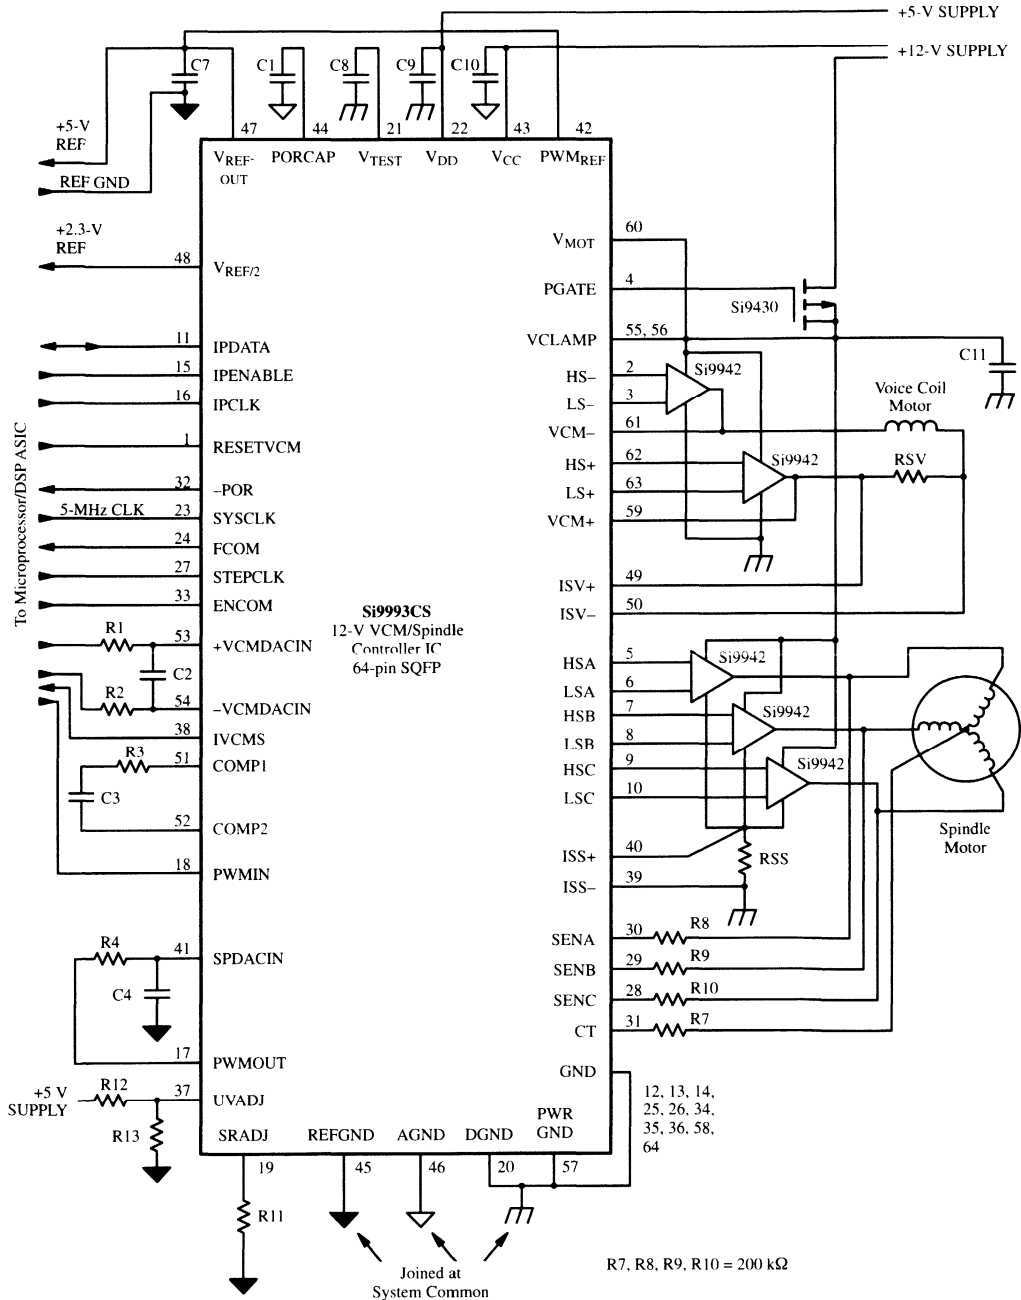 +5-V SUPPLY
+12-V SUPPLY
C7
C1
C8
C9
C10
+5-V
REF
REF GND
47
44
21
22
43
42
VREF-
OUT
PORCAP
VTEST
VDD
VCC
PWMREF
+2.3-V
REF
48
VREF/2
11
IPDATA
15
IPENABLE
16
IPCLK
1
RESETVCM
32
–POR
5-MHz CLK
23
SYSCLK
24
FCOM
27
STEPCLK
33
ENCOM
R1
53
+VCMDACIN
C2
R2
54
–VCMDACIN
38
IVCMS
R3
51
COMP1
C3
52
COMP2
18
PWMIN
R4
41
SPDACIN
C4
17
PWMOUT
+5 V
SUPPLY
R12
37
UVADJ
R13
To Microprocessor/DSP ASIC
Si9993CS
12-V VCM/Spindle
Controller IC
64-pin SQFP
VMOT
60
PGATE
4
Si9430
VCLAMP
55, 56
C11
HS–
2
Si9942
LS–
3
VCM–
61
Voice Coil
Motor
HS+
62
Si9942
RSV
LS+
63
VCM+
59
ISV+
49
ISV–
50
HSA
5
Si9942
LSA
6
HSB
7
Si9942
LSB
8
HSC
9
Si9942
LSC
10
Spindle
Motor
ISS+
40
RSS
ISS–
39
SENA
30
R8
SENB
29
R9
SENC
28
R10
CT
31
R7
GND
12, 13, 14,
25, 26, 34,
35, 36, 58,
64
SRADJ
REFGND
AGND
DGND
PWR
GND
19
45
46
20
57
R11
Joined at
System Common
R7, R8, R9, R10 = 200 kΩ